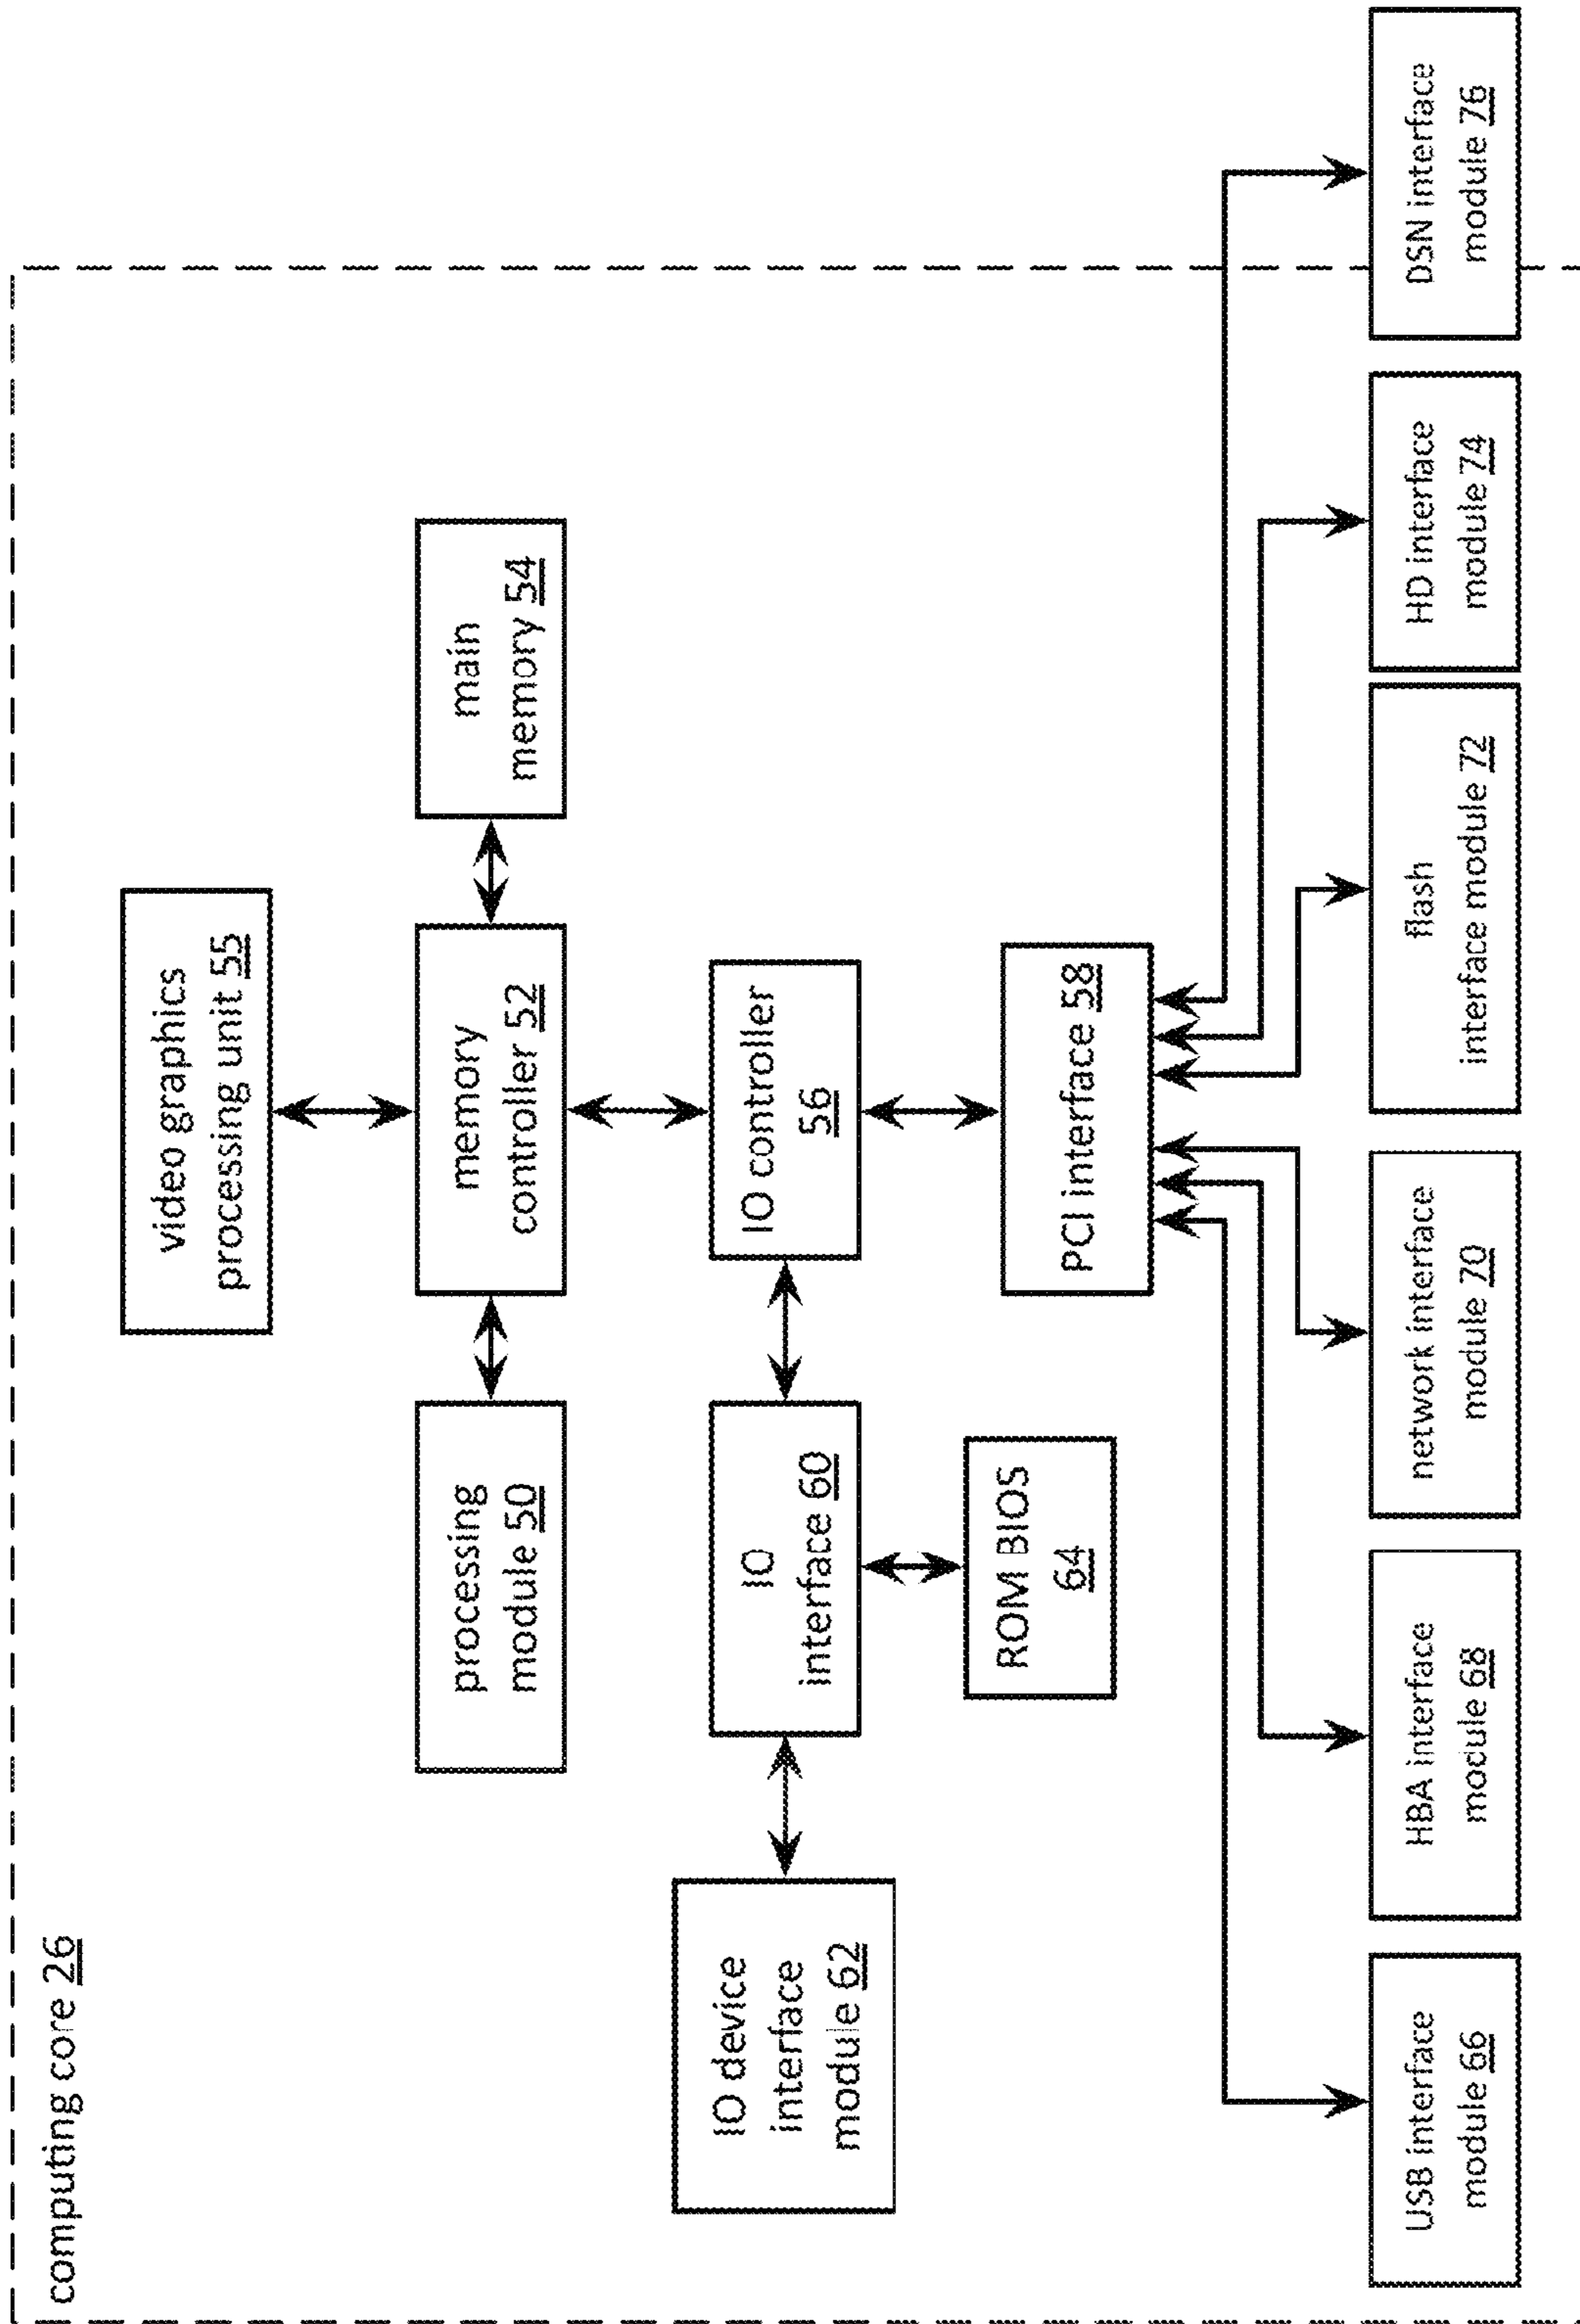 computing core 26
video graphics
processing unit 55
processing
module 50
memory
controller 52
main
memory 54
IO device
interface
module 62
IO
interface 60
IO controller
56
ROM BIOS
64
PCI interface 58
USB interface
module 66
HBA interface
module 68
network interface
module 70
flash
interface module 72
HD interface
module 74
DSN interface
module 76